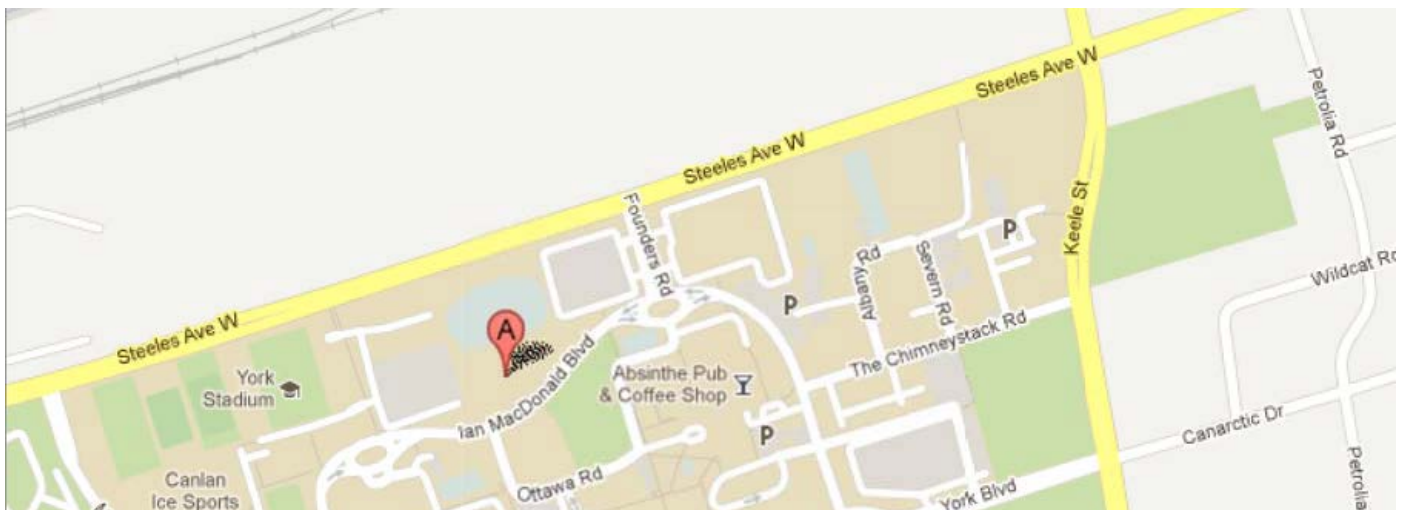 Steeles Ave W
Petrolia Rd
Steeles Ave W
Founders Rd
Keele St
P
Albany Rd
Severn Rd
Wildcat Rd
P
A
Steeles Ave W
The Chimneystack Rd
York
Stadium
Ian MacDonald Blvd
Absinthe Pub
& Coffee Shop
P
Canarctic Dr
Canlan
Ice Sports
Ottawa Rd
York Blvd
Petrolia